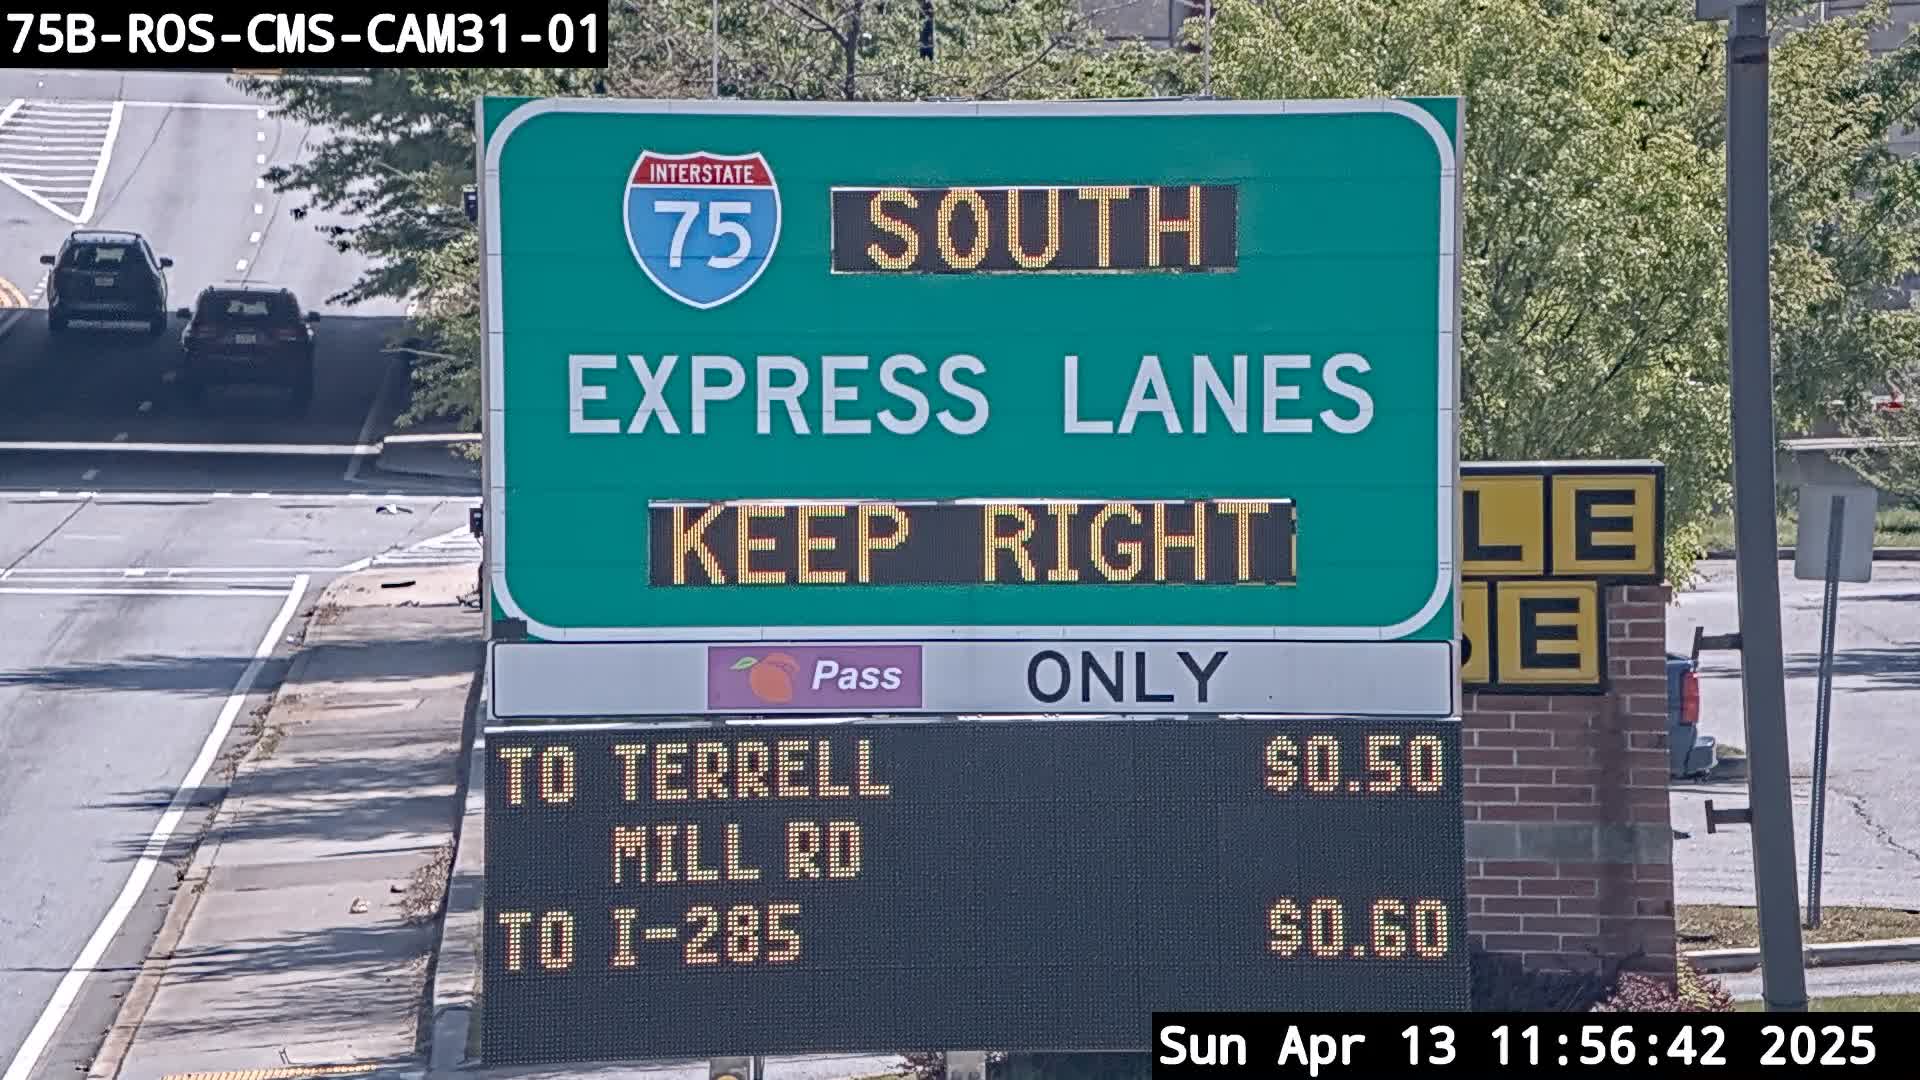 75B-ROS-CMS-CAM31-01
INTERSTATE
75
SOUTH
EXPRESS LANES
KEEP RIGHT
Pass ONLY
LE
E
TO TERRELL $0.50
MILL RD
TO I-285 $0.60
Sun Apr 13 11:56:42 2025